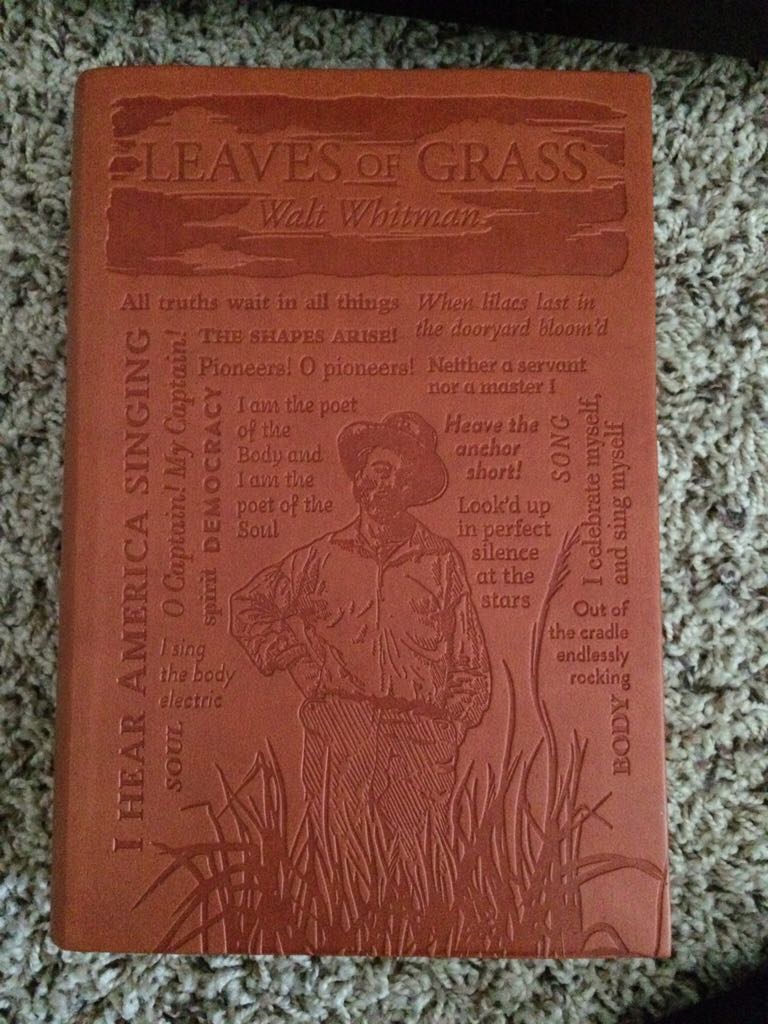 LEAVES OF GRASS
Walt Whitman
All truths wait in all things
When lilacs last in
the dooryard bloom'd
THE SHAPES ARISE!
Pioneers! O pioneers!
Neither a servant
nor a master I
I HEAR AMERICA SINGING
O Captain! My Captain!
spirit DEMOCRACY
I am the poet
of the
Body and
I am the
poet of the
Soul
Heave the
anchor
short!
SONG
I celebrate myself,
and sing myself
Look'd up
in perfect
silence
at the
stars
Out of
the cradle
endlessly
rocking
I sing
the body
electric
SOUL
BODY